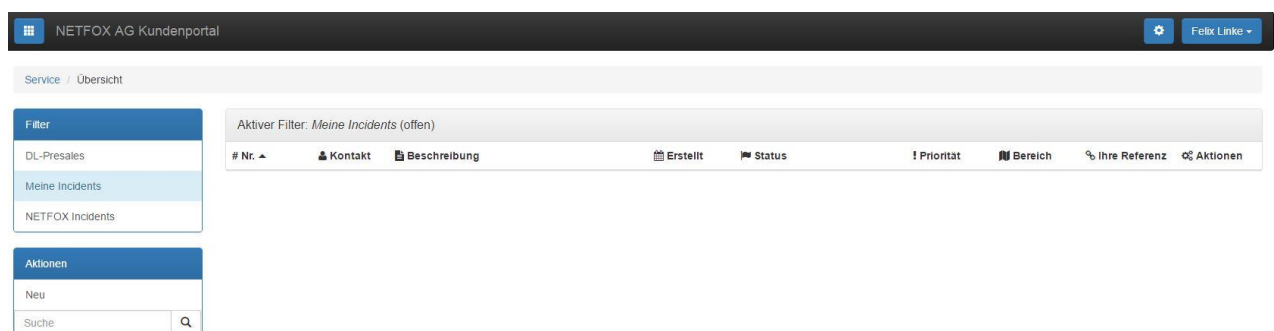 NETFOX AG Kundenportal
Felix Linke
Service / Übersicht
Filter
DL-Presales
Meine Incidents
NETFOX Incidents
Aktionen
Neu
Suche
Aktiver Filter: Meine Incidents (offen)
# Nr. Kontakt Beschreibung Erstellt Status Priorität Bereich Ihre Referenz Aktionen